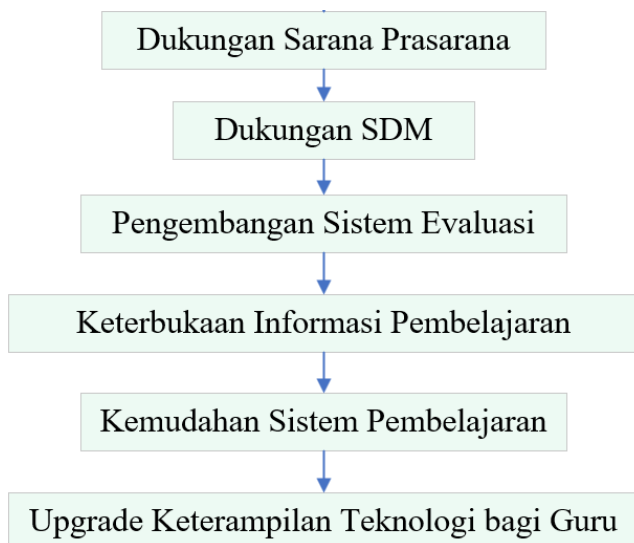 Dukungan Sarana Prasarana
Dukungan SDM
Pengembangan Sistem Evaluasi
Keterbukaan Informasi Pembelajaran
Kemudahan Sistem Pembelajaran
Upgrade Keterampilan Teknologi bagi Guru